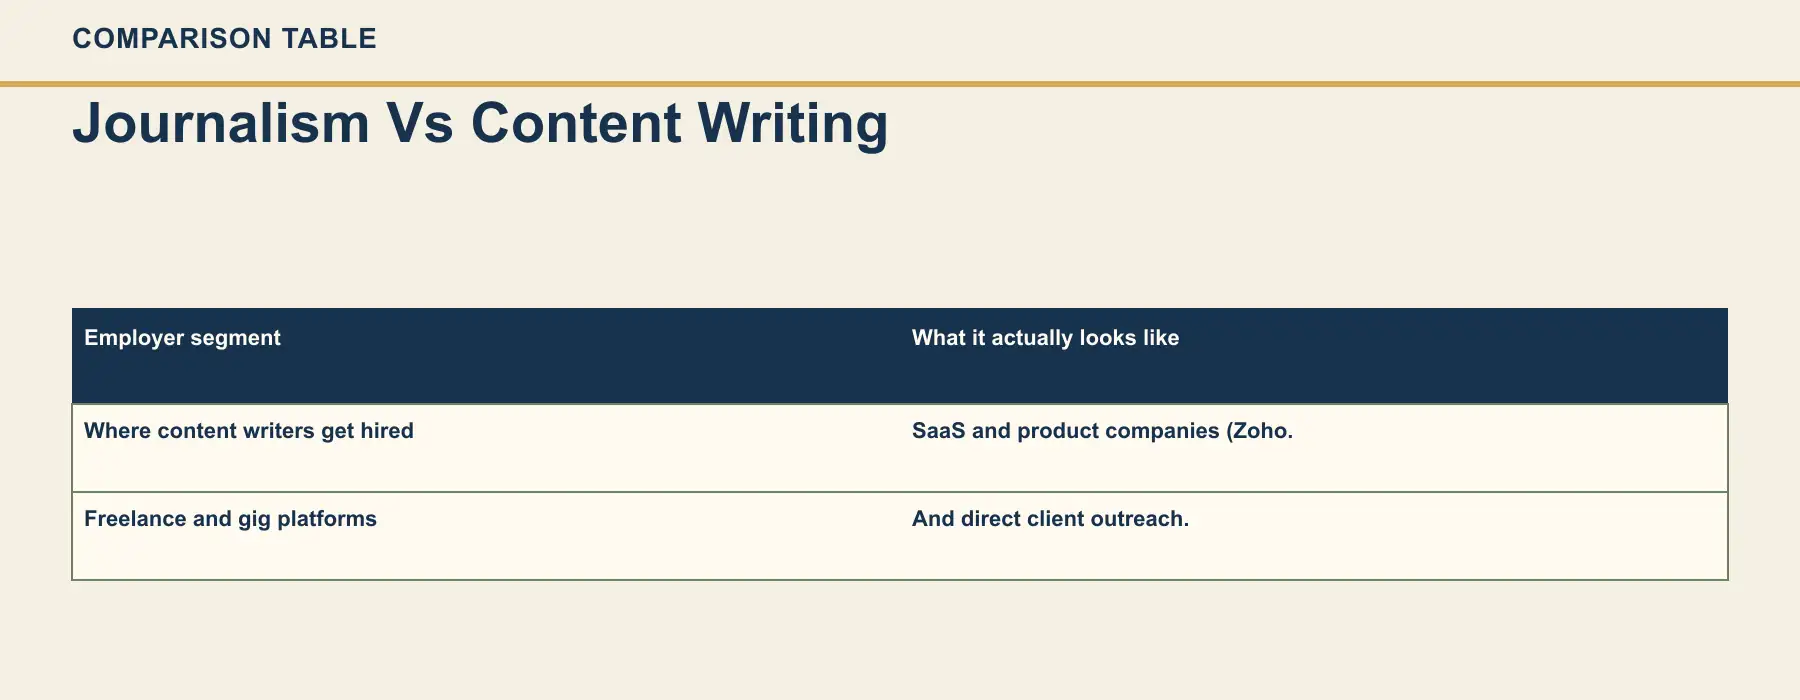 COMPARISON TABLE
Journalism Vs Content Writing
Employer segment
What it actually looks like
Where content writers get hired
SaaS and product companies (Zoho.
Freelance and gig platforms
And direct client outreach.